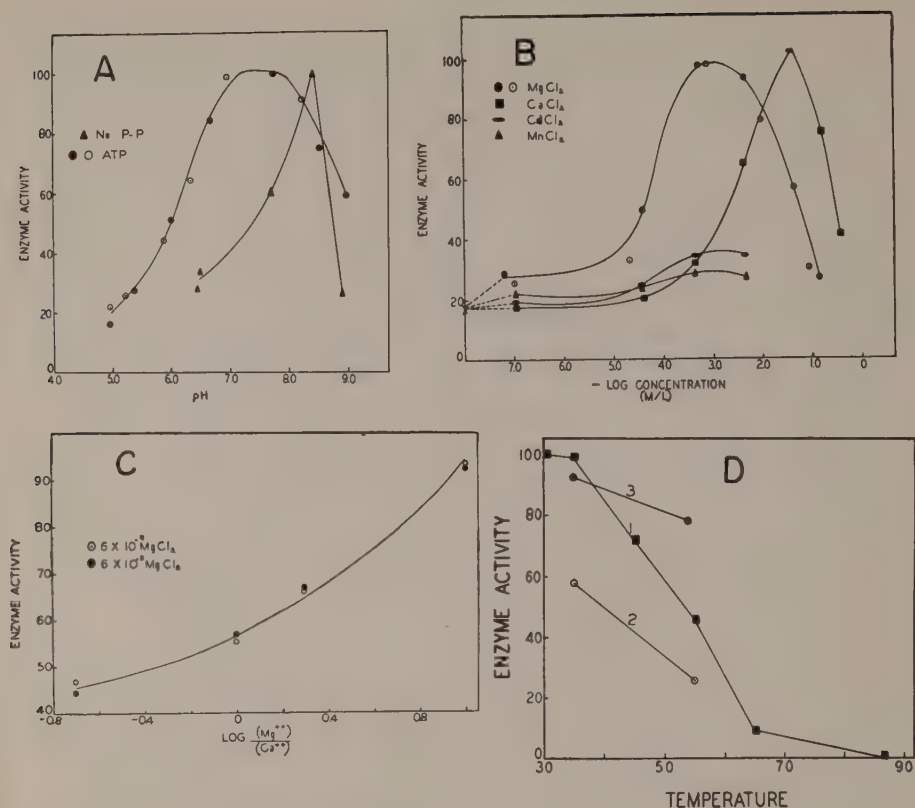 A
▲ Na P-P
● O ATP
ENZYME ACTIVITY
100
80
60
40
20
0
4.0 5.0 6.0 7.0 8.0 9.0
pH
B
MgCl₂
CaCl₂
CdCl₂
MnCl₂
ENZYME ACTIVITY
100
80
60
40
20
0
7.0 6.0 5.0 4.0 3.0 2.0 1.0 0
- LOG CONCENTRATION
(M/L)
C
MgCl₂
MgCl₂
ENZYME ACTIVITY
90
80
70
60
50
40
-0.8 -0.4 0 0.4 0.8
LOG (Mg⁺⁺)
(Ca⁺⁺)
D
3
1
2
ENZYME ACTIVITY
100
80
60
40
20
0
30 50 70 90
TEMPERATURE